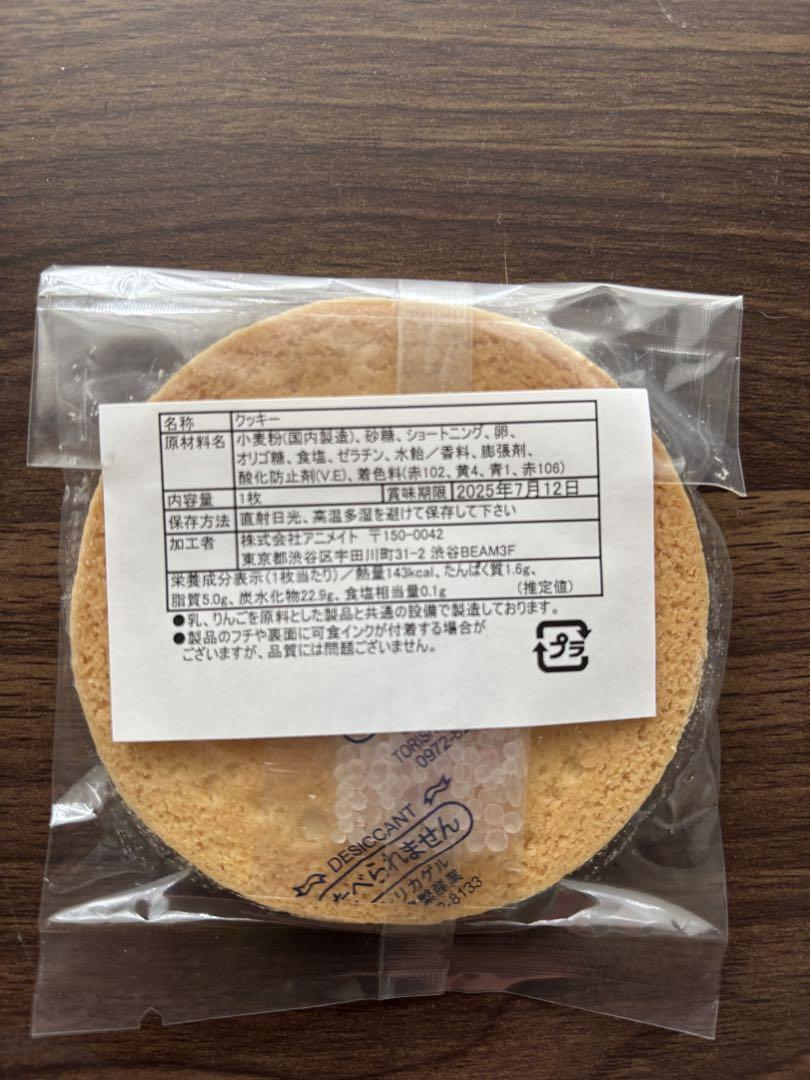 名称 クッキー
原材料名 小麦粉(国内製造)、砂糖、ショートニング、卵、
オリゴ糖、食塩、ゼラチン、水飴／香料、膨張剤、
酸化防止剤(V.E)、着色料(赤102、黄4、青1、赤106)
内容量 1枚 賞味期限 2025年7月12日
保存方法 直射日光、高温多湿を避けて保存して下さい
加工者 株式会社アニメイト 〒150-0042
東京都渋谷区宇田川町31-2 渋谷BEAM3F
栄養成分表示(1枚当たり)／熱量143kcal、たんぱく質1.6g、
脂質5.0g、炭水化物22.9g、食塩相当量0.1g (推定値)
●乳、りんごを原料とした製品と共通の設備で製造しております。
●製品のフチや裏面に可食インクが付着する場合が
ございますが、品質には問題ございません。
プラ
TORIS
0972-6
DESICCANT
たべられません
リカゲル
繁産業
-8133